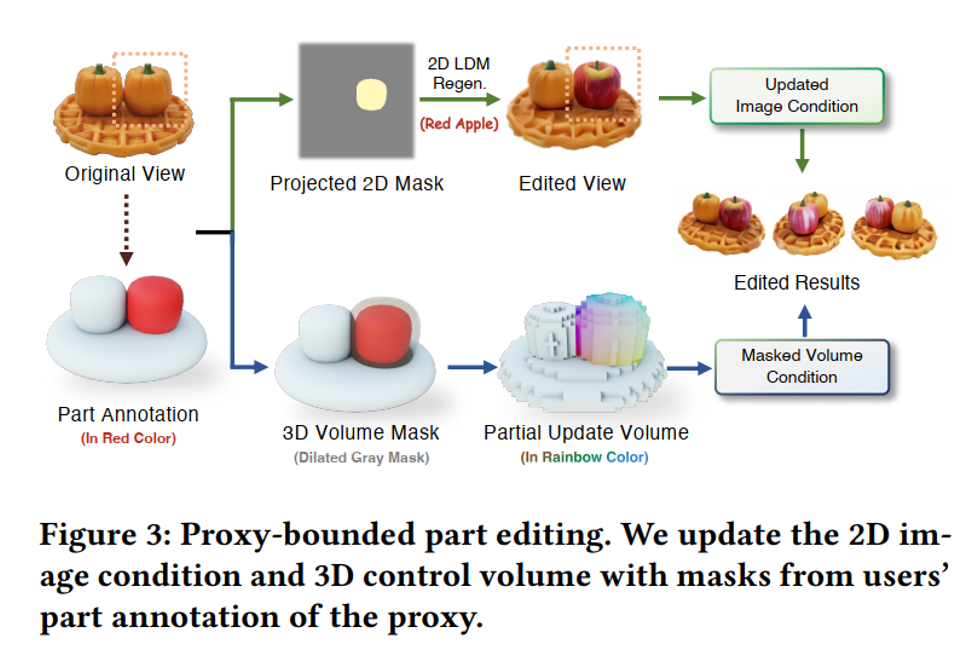 2D LDM
Regen.
(Red Apple)
Updated
Image Condition
Original View
Projected 2D Mask
Edited View
Edited Results
Masked Volume
Condition
Part Annotation
(In Red Color)
3D Volume Mask
(Dilated Gray Mask)
Partial Update Volume
(In Rainbow Color)
Figure 3: Proxy-bounded part editing. We update the 2D im-
age condition and 3D control volume with masks from users’
part annotation of the proxy.